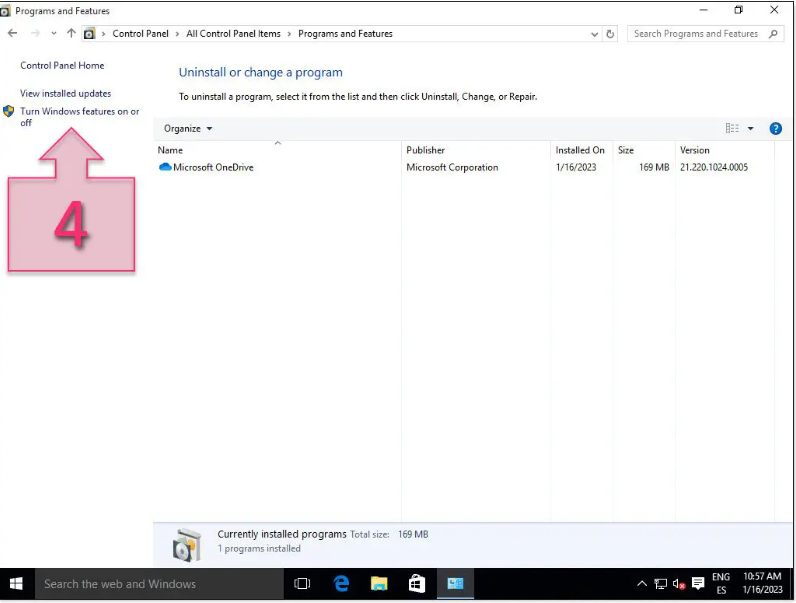 Programs and Features
Control Panel > All Control Panel Items > Programs and Features
Search Programs and Features
Control Panel Home
View installed updates
Turn Windows features on or
off
4
Uninstall or change a program
To uninstall a program, select it from the list and then click Uninstall, Change, or Repair.
Organize
Name Publisher Installed On Size Version
Microsoft OneDrive Microsoft Corporation 1/16/2023 169 MB 21.220.1024.0005
Currently installed programs Total size: 169 MB
1 programs installed
Search the web and Windows
ENG 10:57 AM
ES 1/16/2023